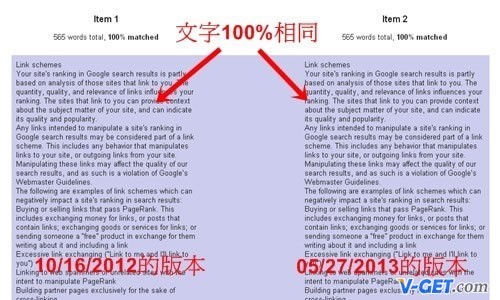 文字100%相同
Item 1
565 words total, 100% matched
Link schemes
Your site's ranking in Google search results is partly
based on analysis of those sites that link to you. The
quantity, quality, and relevance of links influences your
ranking. The sites that link to you can provide context
about the subject matter of your site, and can indicate
its quality and popularity.
Any links intended to manipulate a site's ranking in
Google search results may be considered part of a link
scheme. This includes any behavior that manipulates
links to your site, or outgoing links from your site.
Manipulating these links may affect the quality of our
search results, and as such is a violation of Google's
Webmaster Guidelines.
The following are examples of link schemes which can
negatively impact a site's ranking in search results:
Buying or selling links that pass PageRank. This
includes exchanging money for links, or posts that
contain links; exchanging goods or services for links; or
sending someone a "free" product in exchange for them
writing about it and including a link
Excessive link exchanging ("Link to me and I'll link to
you")
10/16/2012的版本
Linking to web spammers or unrelated sites with the
intent to manipulate PageRank
Building partner pages exclusively for the sake of
Item 2
565 words total, 100% matched
Link schemes
Your site's ranking in Google search results is partly
based on analysis of those sites that link to you. The
quantity, quality, and relevance of links influences your
ranking. The sites that link to you can provide context
about the subject matter of your site, and can indicate
its quality and popularity.
Any links intended to manipulate a site's ranking in
Google search results may be considered part of a link
scheme. This includes any behavior that manipulates
links to your site, or outgoing links from your site.
Manipulating these links may affect the quality of our
search results, and as such is a violation of Google's
Webmaster Guidelines.
The following are examples of link schemes which can
negatively impact a site's ranking in search results:
Buying or selling links that pass PageRank. This
includes exchanging money for links, or posts that
contain links; exchanging goods or services for links; or
sending someone a "free" product in exchange for them
writing about it and including a link
Excessive link exchanging ("Link to me and I'll link to
you")
05/27/2013的版本
Linking to web spammers or unrelated sites with the
intent to manipulate PageRank
Building partner pages exclusively
V-GET.com